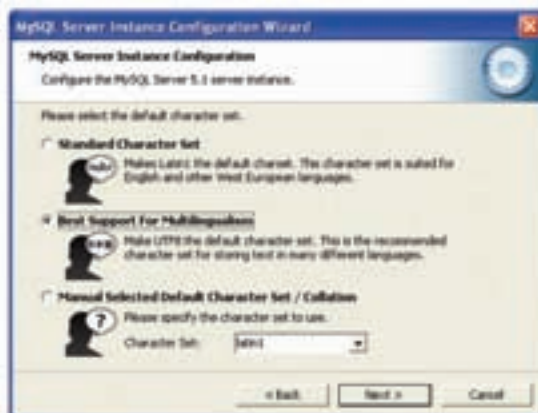 MySQL Server Instance Configuration Wizard
MySQL Server Instance Configuration
Configure the MySQL Server 5.1 server instance.
Please select the default character set.
Standard Character Set
Makes Latin1 the default charset. This character set is suited for
English and other West European languages.
Best Support For Multilingualism
Make UTF8 the default character set. This is the recommended
character set for storing text in many different languages.
Manual Selected Default Character Set / Collation
?
Please specify the character set to use.
Character Set:
latin1
< Back
Next >
Cancel